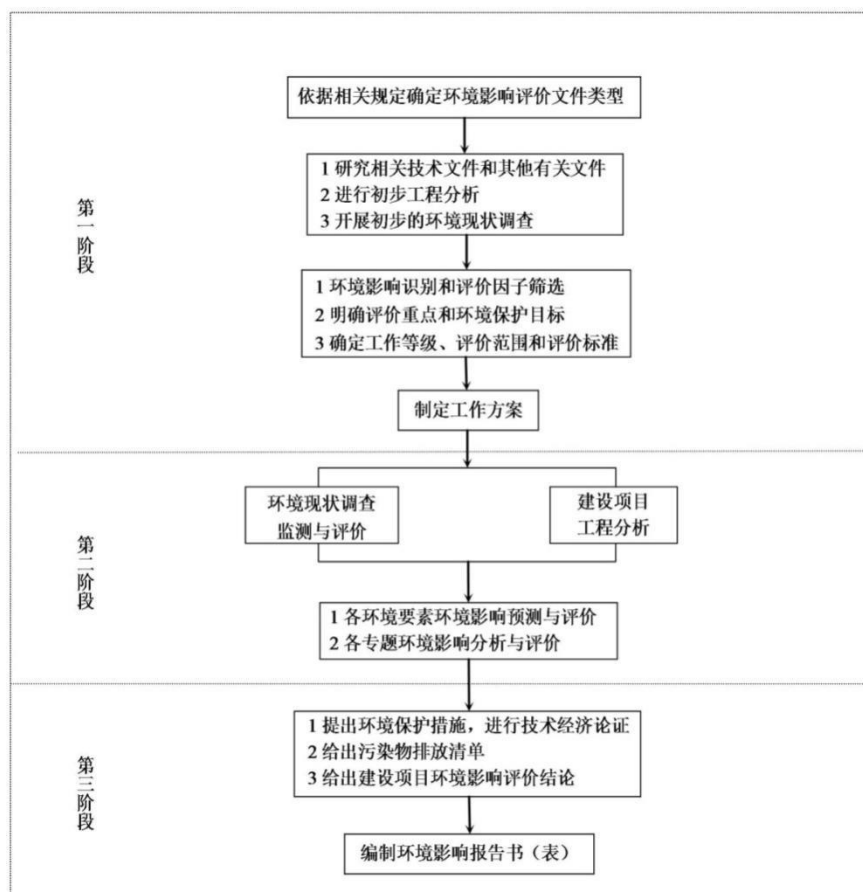 依据相关规定确定环境影响评价文件类型
1 研究相关技术文件和其他有关文件
2 进行初步工程分析
3 开展初步的环境现状调查
第一阶段
1 环境影响识别和评价因子筛选
2 明确评价重点和环境保护目标
3 确定工作等级、评价范围和评价标准
制定工作方案
环境现状调查
监测与评价
建设项目
工程分析
第二阶段
1 各环境要素环境影响预测与评价
2 各专题环境影响分析与评价
1 提出环境保护措施，进行技术经济论证
2 给出污染物排放清单
3 给出建设项目环境影响评价结论
第三阶段
编制环境影响报告书（表）